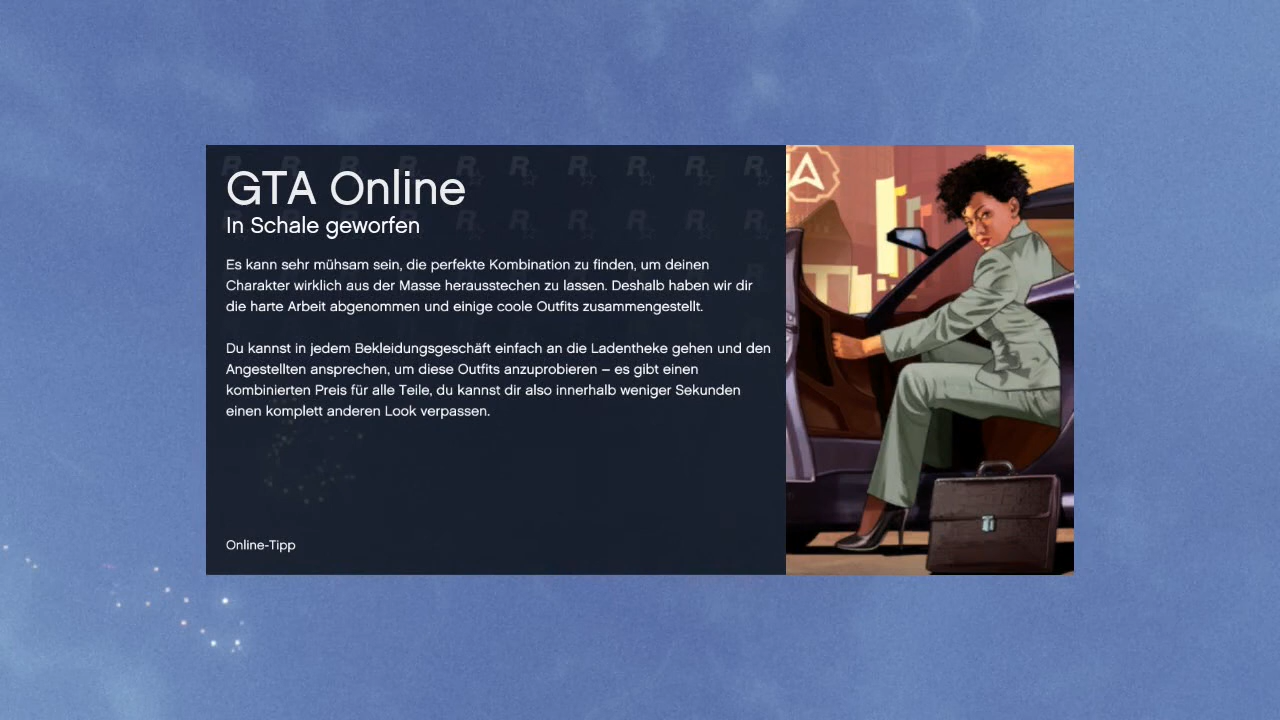 GTA Online
In Schale geworfen
Es kann sehr mühsam sein, die perfekte Kombination zu finden, um deinen
Charakter wirklich aus der Masse herausstechen zu lassen. Deshalb haben wir dir
die harte Arbeit abgenommen und einige coole Outfits zusammengestellt.
Du kannst in jedem Bekleidungsgeschäft einfach an die Ladentheke gehen und den
Angestellten ansprechen, um diese Outfits anzuprobieren – es gibt einen
kombinierten Preis für alle Teile, du kannst dir also innerhalb weniger Sekunden
einen komplett anderen Look verpassen.
Online-Tipp